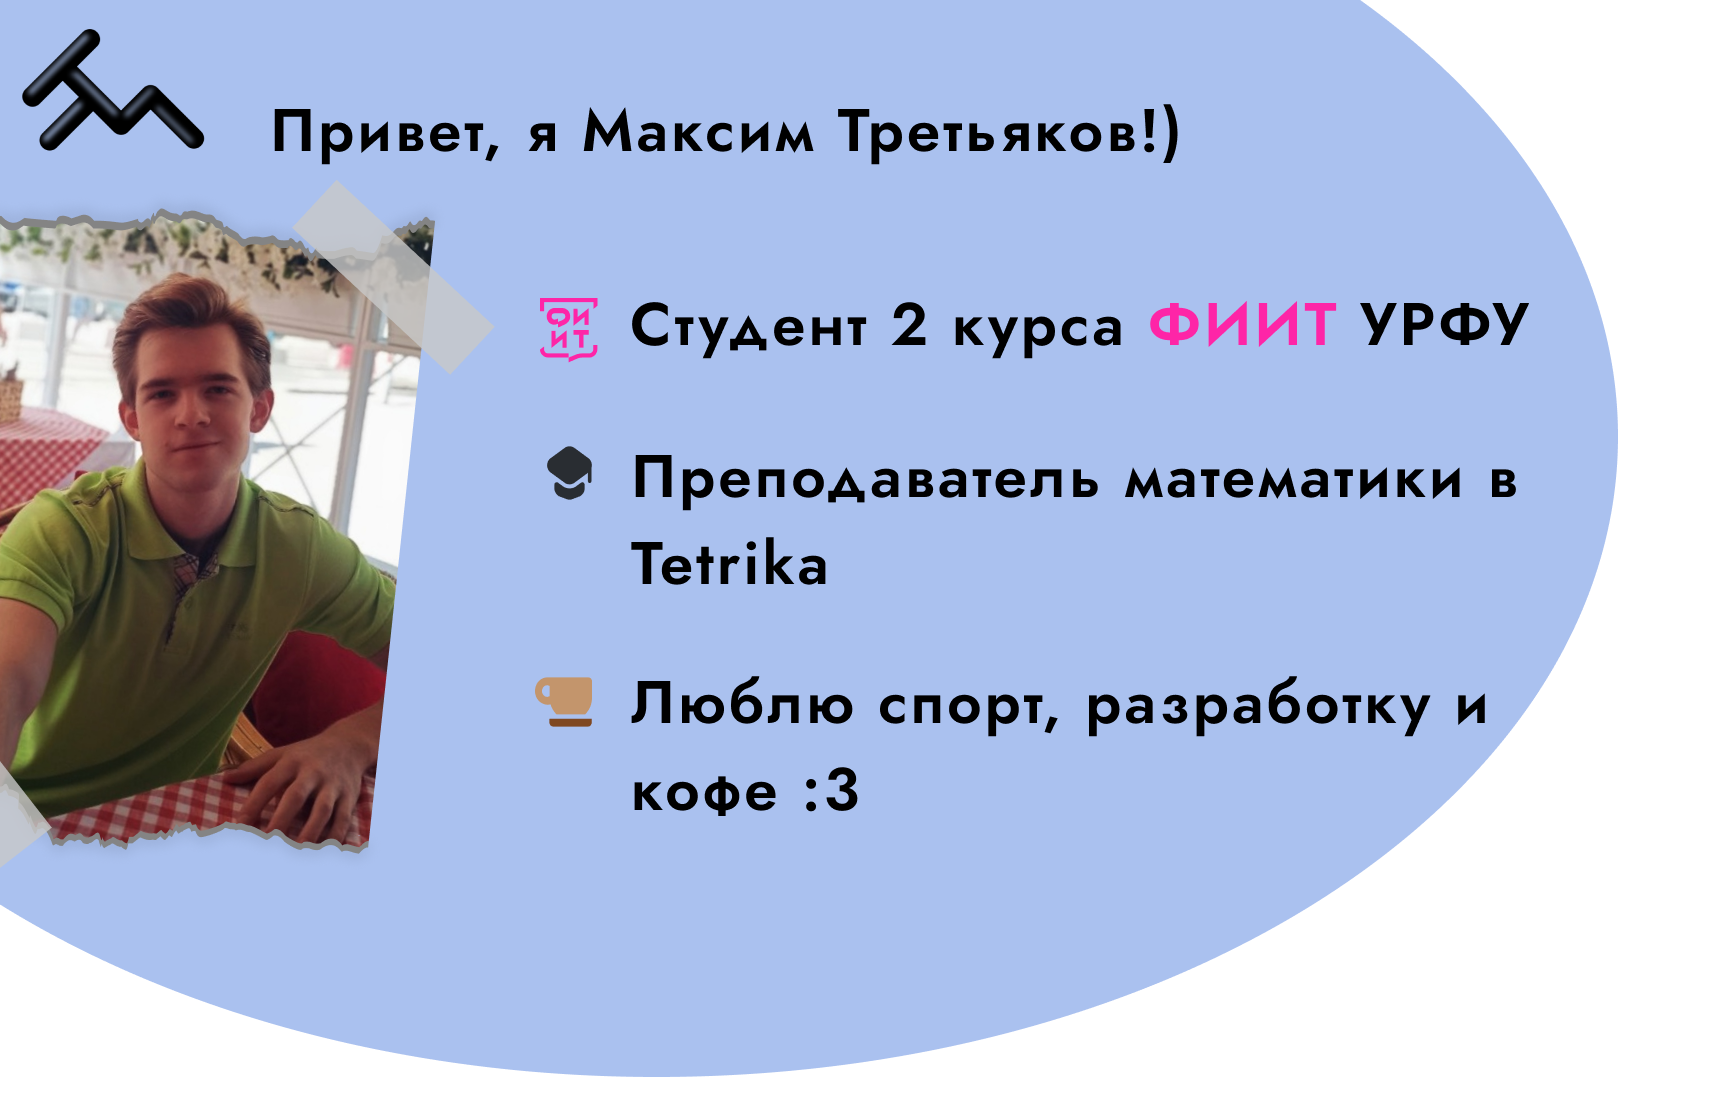 Привет, я Максим Третьяков!)
ФИ
ИТ
Студент 2 курса ФИИТ УРФУ
Преподаватель математики в
Tetrika
Люблю спорт, разработку и
кофе :3